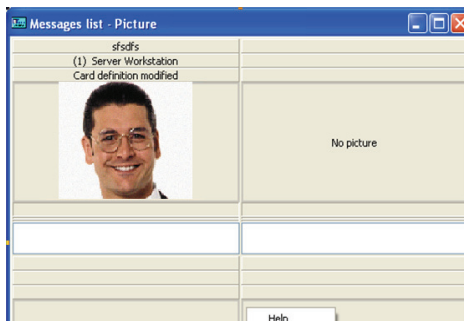 Messages list - Picture
sfsdfs
(1) Server Workstation
Card definition modified
No picture
Help